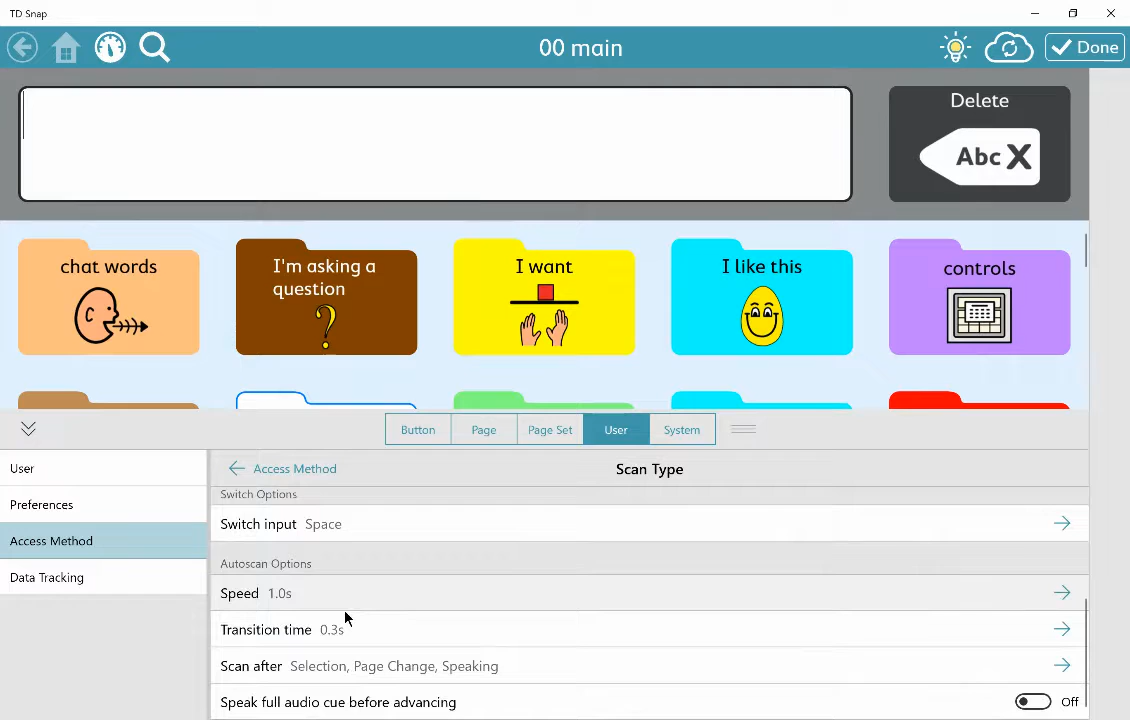 TD Snap
00 main
Done
Delete
Abc X
chat words
I'm asking a
question
I want
I like this
controls
Button
Page
Page Set
User
System
User
Access Method
Scan Type
Switch Options
Preferences
Switch input Space
Access Method
Autoscan Options
Data Tracking
Speed 1.0s
Transition time 0.3s
Scan after Selection, Page Change, Speaking
Speak full audio cue before advancing
Off